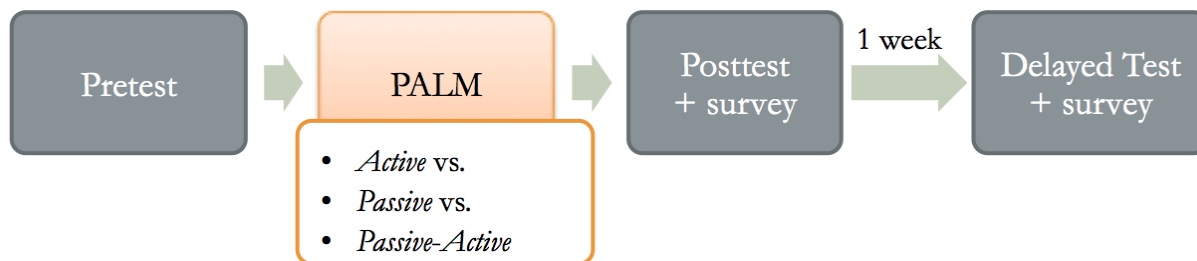 Pretest
PALM
• Active vs.
• Passive vs.
• Passive-Active
Posttest
+ survey
1 week
Delayed Test
+ survey